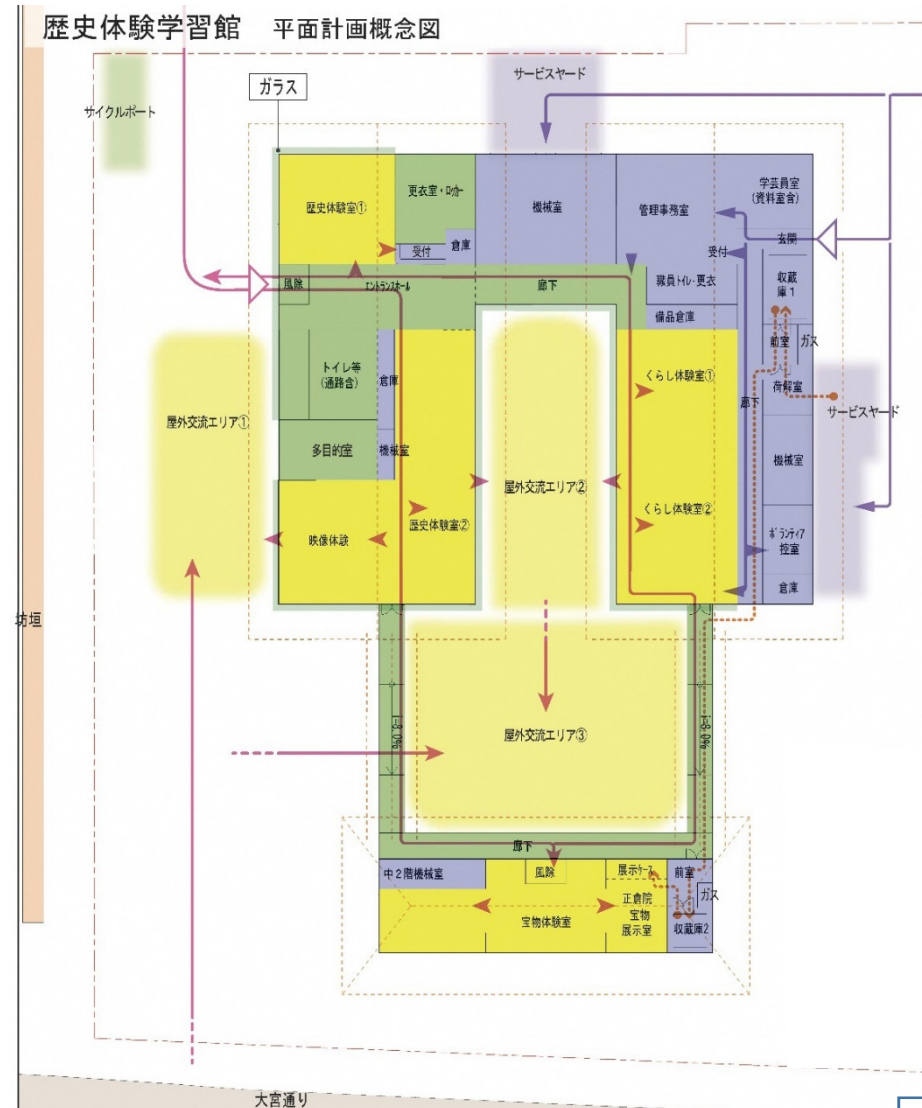 歴史体験学習館 平面計画概念図
サービスヤード
ガラス
サイクルポート
学芸員室
(資料室含)
更衣室・ロッカー
歴史体験室①
機械室
管理事務室
玄関
受付
倉庫
受付
風除
エントランスホール
廊下
職員トイレ・更衣
収蔵
庫1
備品倉庫
前室
ガス
トイレ等
(通路含)
倉庫
くらし体験室①
荷解室
廊下
サービスヤード
屋外交流エリア①
多目的室
機械室
機械室
屋外交流エリア②
くらし体験室②
歴史体験室②
映像体験
ボランティア
控室
倉庫
坊垣
屋外交流エリア③
廊下
中2階機械室
風除
展示ケース
前室
ガス
正倉院
宝物
展示室
宝物体験室
収蔵庫2
大宮通り